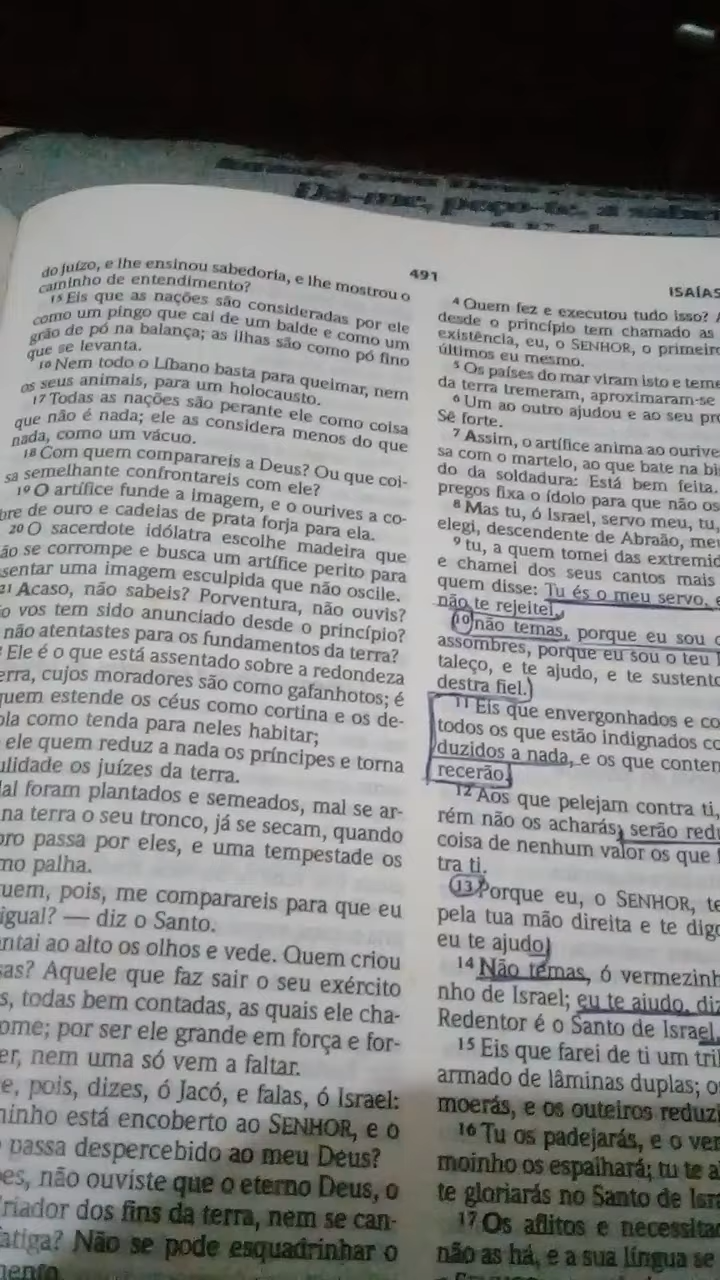 Dá-me, peço-te, a
491
ISAÍAS
do juízo, e lhe ensinou sabedoria, e lhe mostrou o
caminho de entendimento?
15 Eis que as nações são consideradas por ele
como um pingo que cai de um balde e como um
grão de pó na balança; as ilhas são como pó fino
que se levanta.
16 Nem todo o Líbano basta para queimar, nem
os seus animais, para um holocausto.
17 Todas as nações são perante ele como coisa
que não é nada; ele as considera menos do que
nada, como um vácuo.
18 Com quem comparareis a Deus? Ou que coi-
sa semelhante confrontareis com ele?
19 O artífice funde a imagem, e o ourives a co-
bre de ouro e cadeias de prata forja para ela.
20 O sacerdote idólatra escolhe madeira que
ão se corrompe e busca um artífice perito para
sentar uma imagem esculpida que não oscile.
21 Acaso, não sabeis? Porventura, não ouvis?
o vos tem sido anunciado desde o princípio?
não atentastes para os fundamentos da terra?
Ele é o que está assentado sobre a redondeza
erra, cujos moradores são como gafanhotos; é
quem estende os céus como cortina e os de-
ola como tenda para neles habitar;
ele quem reduz a nada os príncipes e torna
ulidade os juízes da terra.
al foram plantados e semeados, mal se ar-
na terra o seu tronco, já se secam, quando
pro passa por eles, e uma tempestade os
mo palha.
uem, pois, me comparareis para que eu
igual? — diz o Santo.
ntai ao alto os olhos e vede. Quem criou
sas? Aquele que faz sair o seu exército
s, todas bem contadas, as quais ele cha-
ome; por ser ele grande em força e for-
er, nem uma só vem a faltar.
e, pois, dizes, ó Jacó, e falas, ó Israel:
minho está encoberto ao SENHOR, e o
passa despercebido ao meu Deus?
es, não ouviste que o eterno Deus, o
riador dos fins da terra, nem se can-
atiga? Não se pode esquadrinhar o
mento.
4 Quem fez e executou tudo isso?
desde o princípio tem chamado as
existência, eu, o SENHOR, o primeir
últimos eu mesmo.
5 Os países do mar viram isto e teme
da terra tremeram, aproximaram-se
6 Um ao outro ajudou e ao seu pr
Sê forte.
7 Assim, o artífice anima ao ourive
sa com o martelo, ao que bate na bi
do da soldadura: Está bem feita.
pregos fixa o ídolo para que não os
8 Mas tu, ó Israel, servo meu, tu,
elegi, descendente de Abraão, me
9 tu, a quem tomei das extremid
e chamei dos seus cantos mais
quem disse: Tu és o meu servo, e
não te rejeitei,
10 não temas, porque eu sou c
assombres, porque eu sou o teu
taleço, e te ajudo, e te sustento
destra fiel.
11 Eis que envergonhados e co
todos os que estão indignados co
duzidos a nada, e os que conten
recerão.
12 Aos que pelejam contra ti,
rém não os acharás; serão redu
coisa de nenhum valor os que
tra ti.
13 Porque eu, o SENHOR, te
pela tua mão direita e te digo
eu te ajudo.
14 Não temas, ó vermezinh
nho de Israel; eu te ajudo, diz
Redentor é o Santo de Israel.
15 Eis que farei de ti um tril
armado de lâminas duplas; os
moerás, e os outeiros reduzi
16 Tu os padejarás, e o ven
moinho os espalhará; tu te a
te gloriarás no Santo de Isra
17 Os aflitos e necessitad
não as há, e a sua língua se